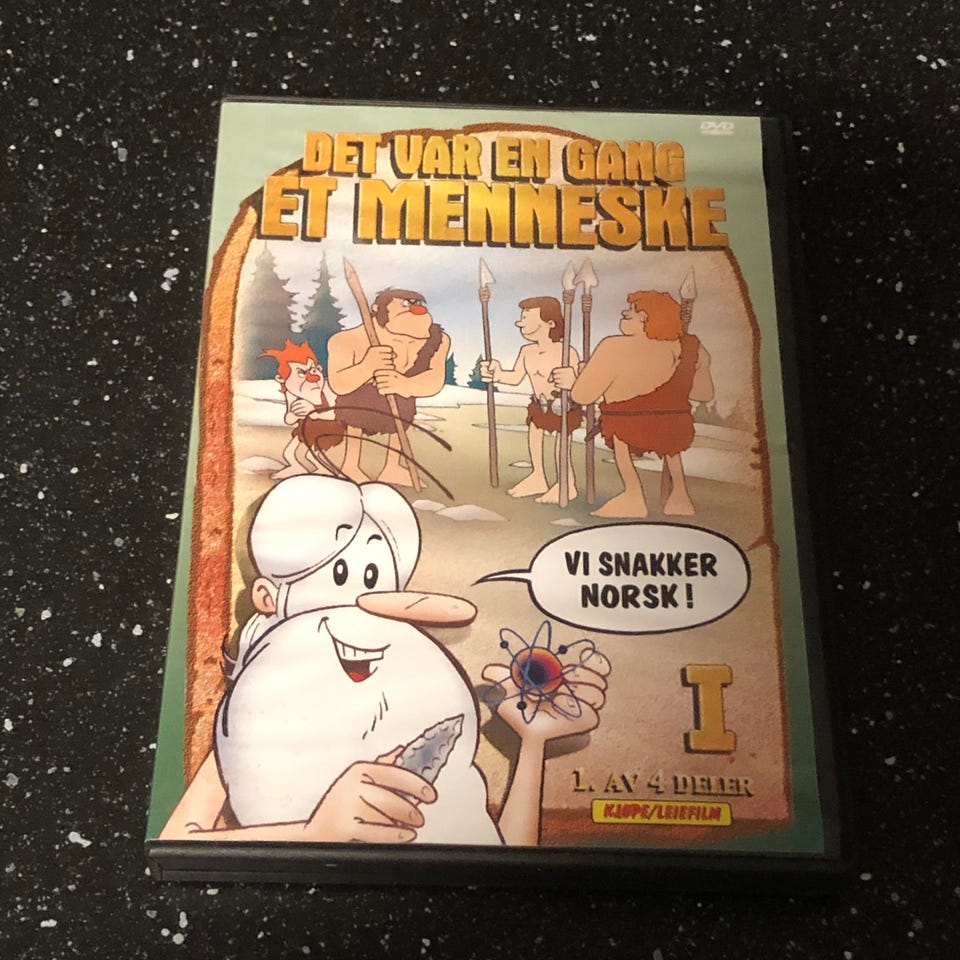 DVD
DET VAR EN GANG
ET MENNESKE
VI SNAKKER
NORSK!
I
1. AV 4 DELER
KJØPE/LEIEFILM